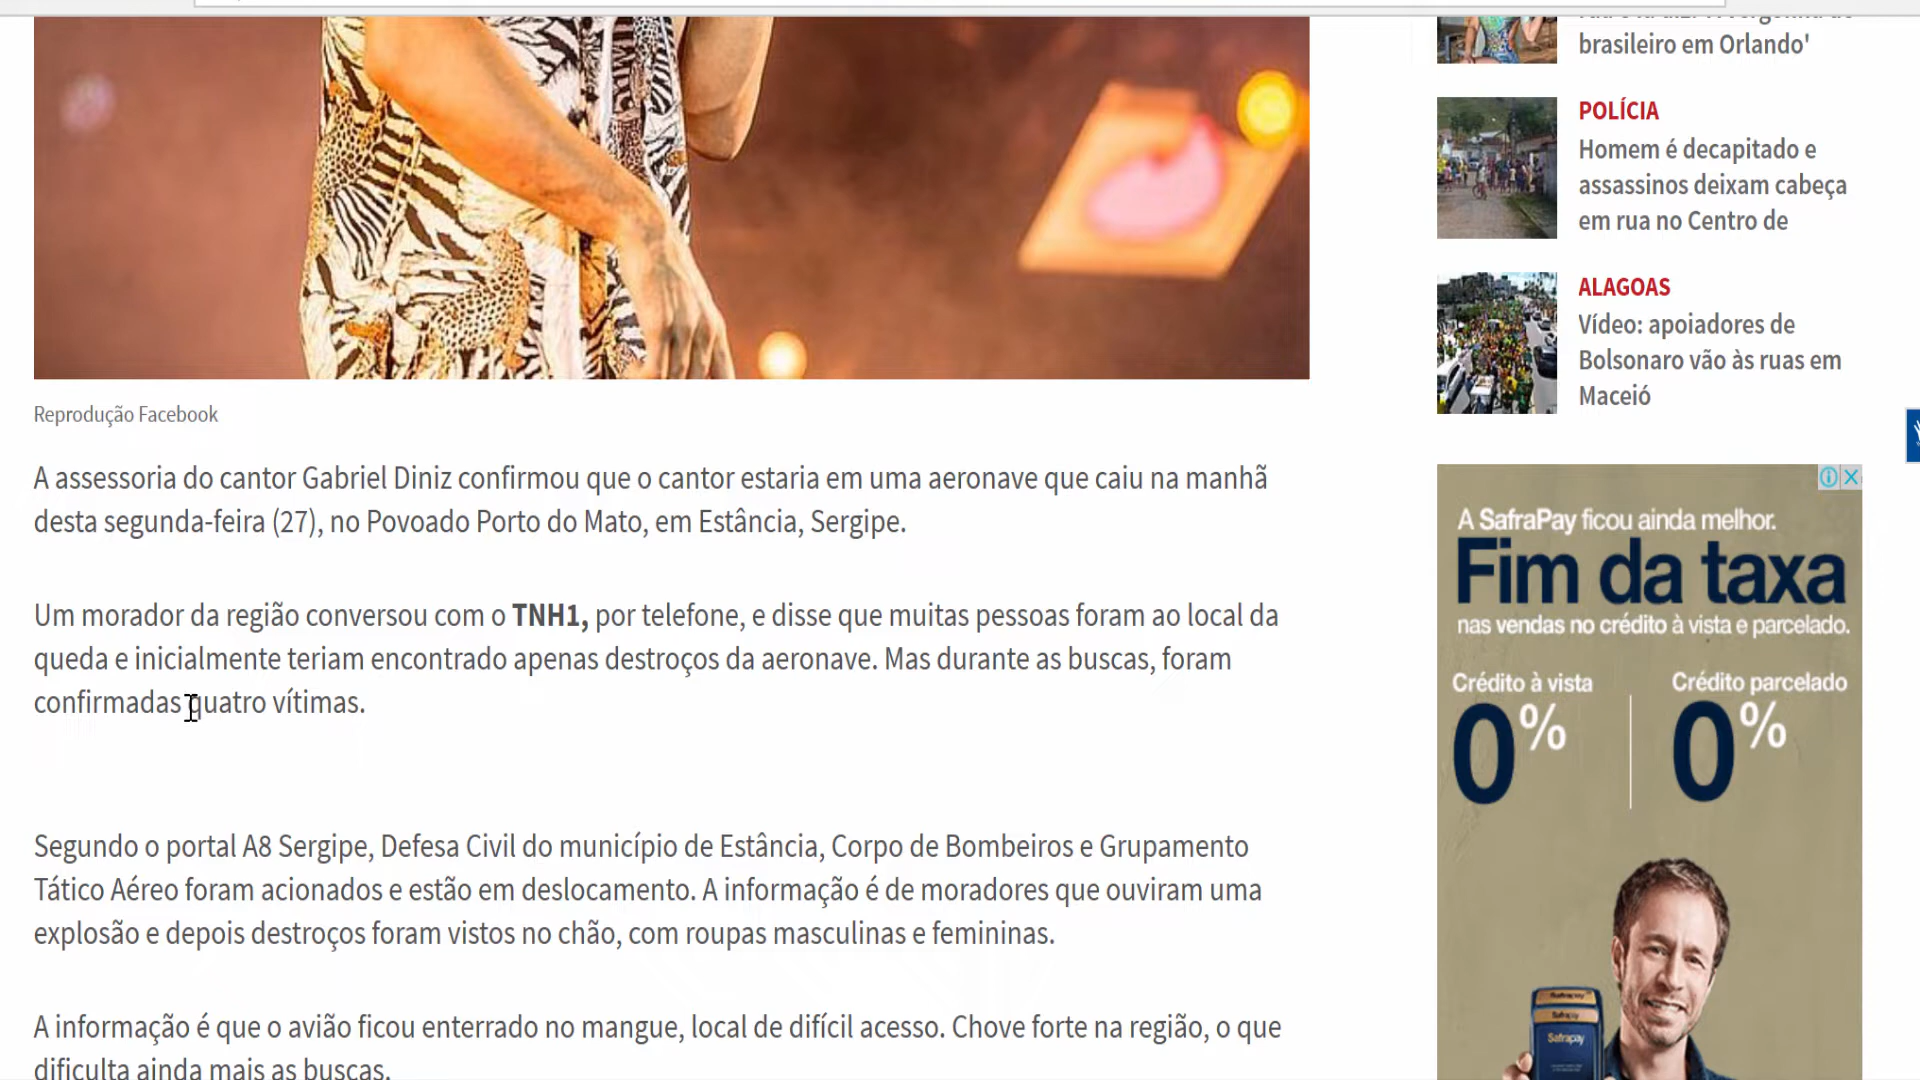 Reprodução Facebook
A assessoria do cantor Gabriel Diniz confirmou que o cantor estaria em uma aeronave que caiu na manhã
desta segunda-feira (27), no Povoado Porto do Mato, em Estância, Sergipe.
Um morador da região conversou com o TNH1, por telefone, e disse que muitas pessoas foram ao local da
queda e inicialmente teriam encontrado apenas destroços da aeronave. Mas durante as buscas, foram
confirmadas quatro vítimas.
Segundo o portal A8 Sergipe, Defesa Civil do município de Estância, Corpo de Bombeiros e Grupamento
Tático Aéreo foram acionados e estão em deslocamento. A informação é de moradores que ouviram uma
explosão e depois destroços foram vistos no chão, com roupas masculinas e femininas.
A informação é que o avião ficou enterrado no mangue, local de difícil acesso. Chove forte na região, o que
dificulta ainda mais as buscas.
brasileiro em Orlando'
POLÍCIA
Homem é decapitado e
assassinos deixam cabeça
em rua no Centro de
ALAGOAS
Vídeo: apoiadores de
Bolsonaro vão às ruas em
Maceió
A SafraPay ficou ainda melhor.
Fim da taxa
nas vendas no crédito à vista e parcelado.
Crédito à vista
0%
Crédito parcelado
0%
Safrapay
Safrapay
Safrapay